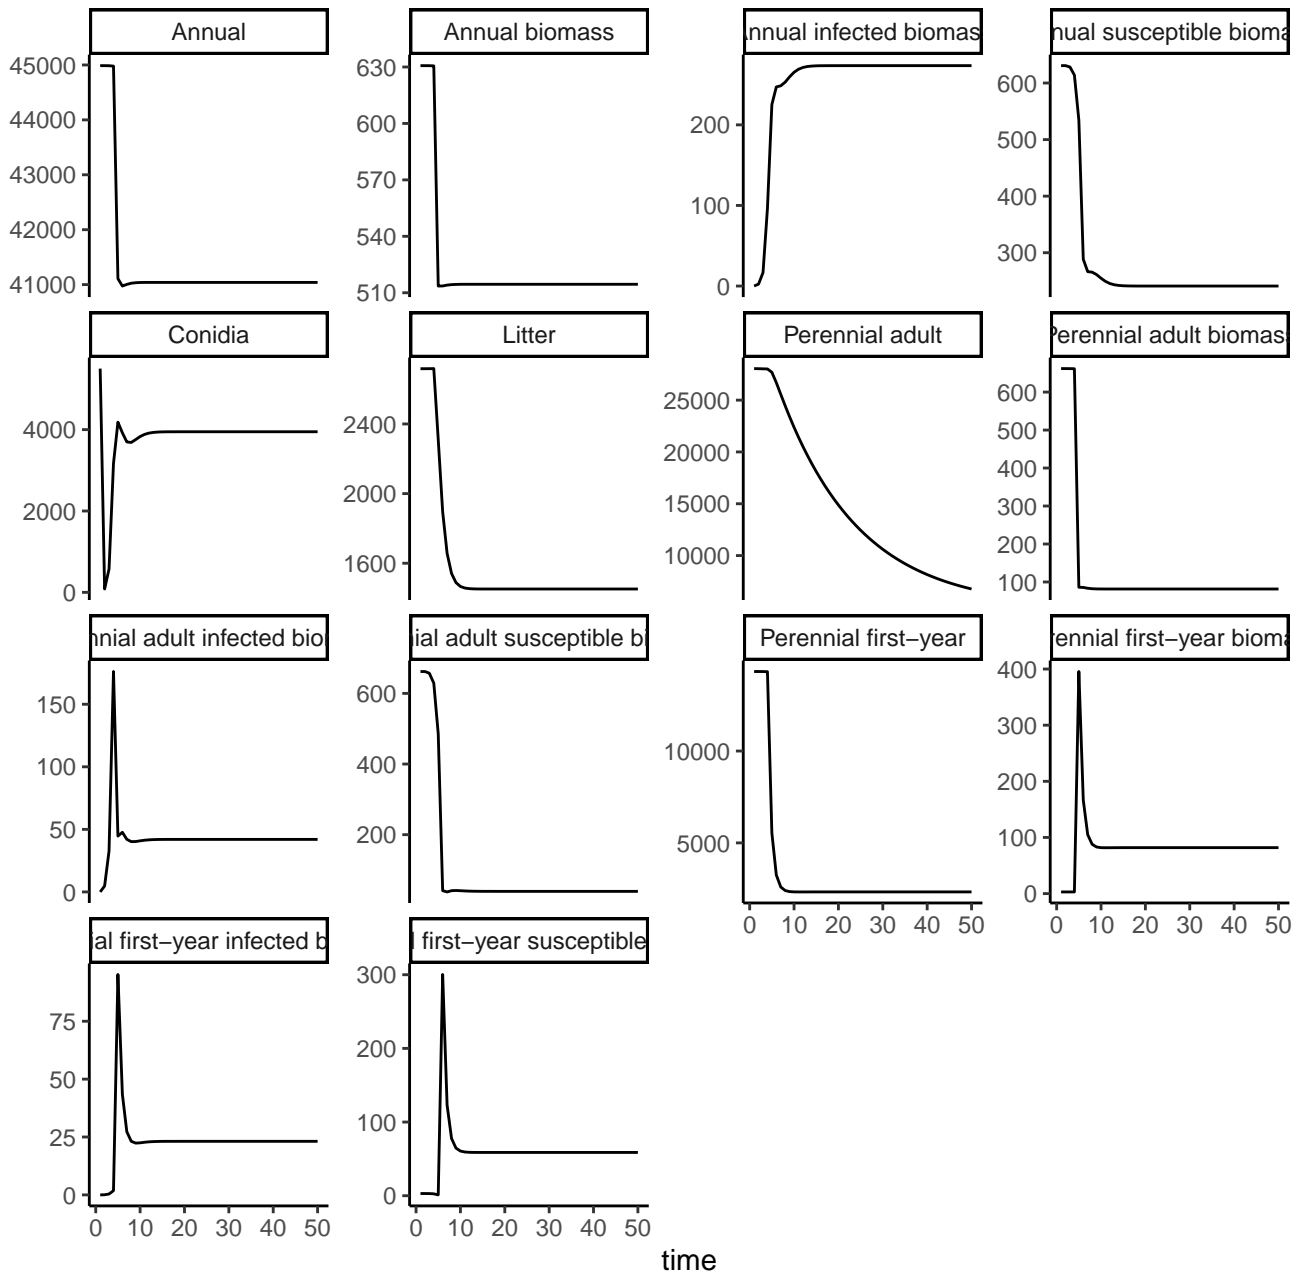 Annual
Annual biomass
Annual infected biomas
nual susceptible bioma
45000
44000
43000
42000
41000
630
600
570
540
510
200
100
0
600
500
400
300
Conidia
Litter
Perennial adult
Perennial adult biomas
4000
2000
0
2400
2000
1600
25000
20000
15000
10000
600
500
400
300
200
100
nnial adult infected bio
ial adult susceptible bi
Perennial first−year
rennial first−year bioma
150
100
50
0
600
400
200
10000
5000
400
300
200
100
0
0 10 20 30 40 50
0 10 20 30 40 50
ial first−year infected b
first−year susceptible
75
50
25
0
300
200
100
0
0 10 20 30 40 50
0 10 20 30 40 50
time